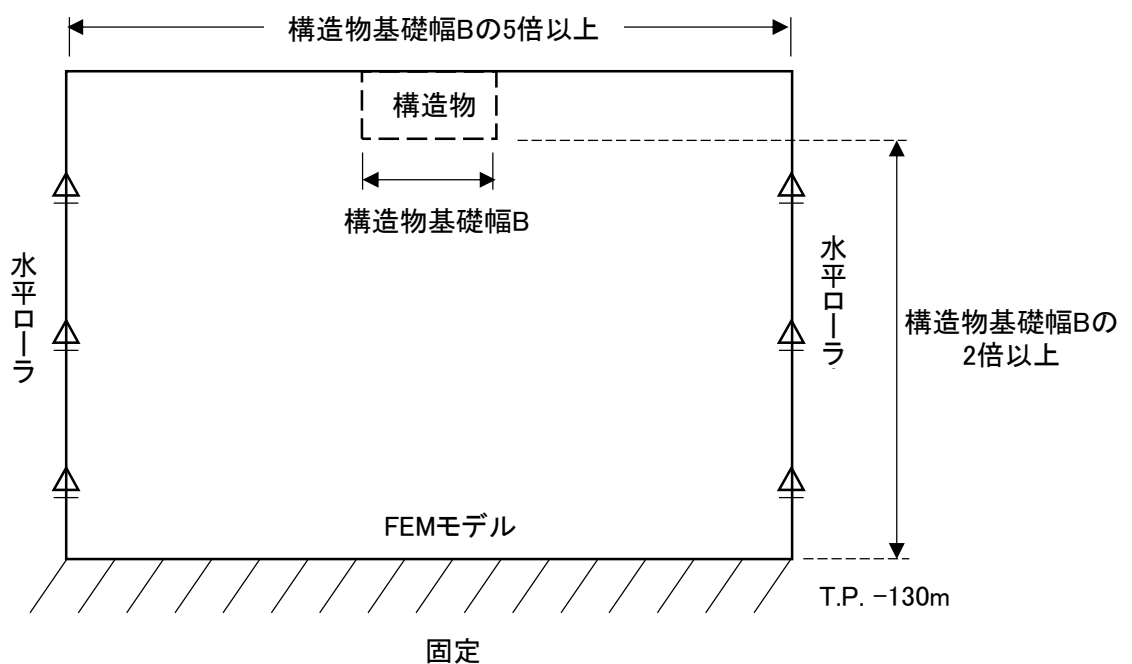 構造物基礎幅Bの5倍以上
構造物
構造物基礎幅B
水平ローラ
水平ローラ
構造物基礎幅Bの
2倍以上
FEMモデル
T.P. -130m
固定